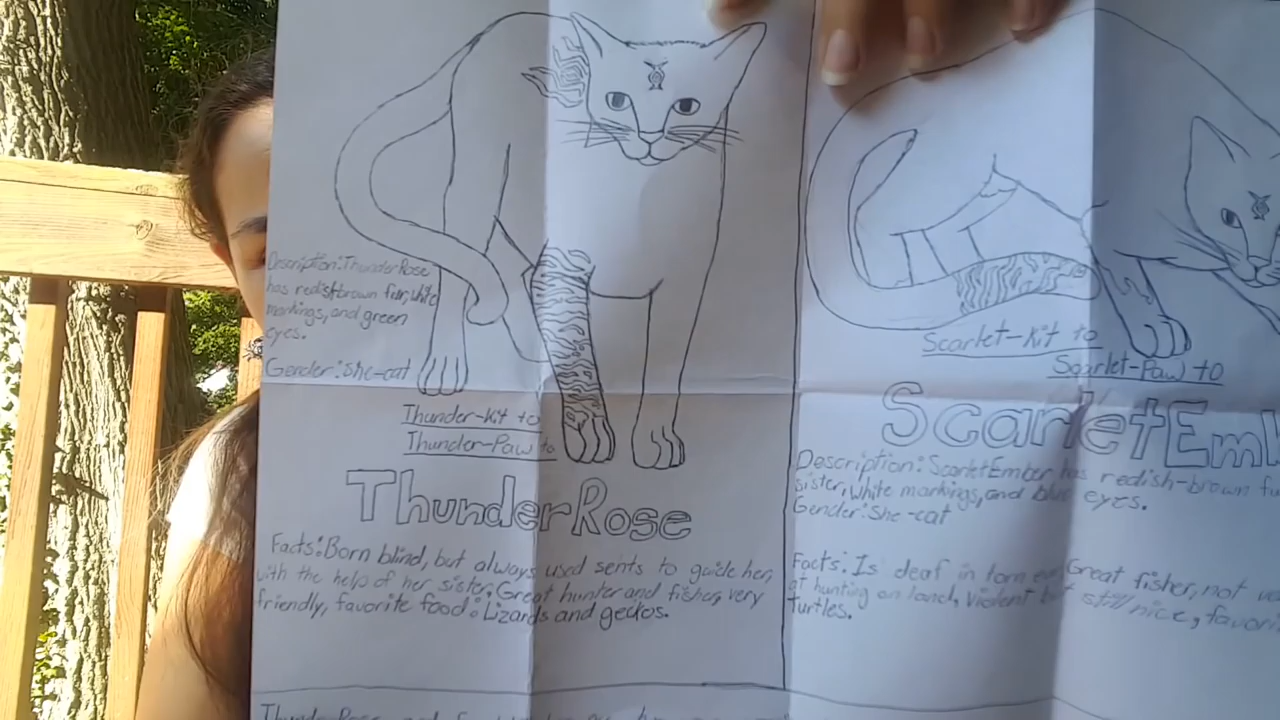 Description: ThunderRose
has redish brown fur, white
markings, and green
eyes.
Gender: she-cat
Thunder-Kit to
Thunder-Paw to
ThunderRose
Facts: Born blind, but always used sents to guide her,
with the help of her sister. Great hunter and fisher, very
friendly, favorite food: Lizards and geckos.
Scarlet-Kit to
Scarlet-Paw to
ScarletEmb
Description: ScarletEmber has redish-brown fu
sister, white markings, and blue eyes.
Gender: she-cat
Facts: Is deaf in torn ear. Great fisher, not
at hunting on land, violent but still nice, favori
turtles.
ThunderRose and